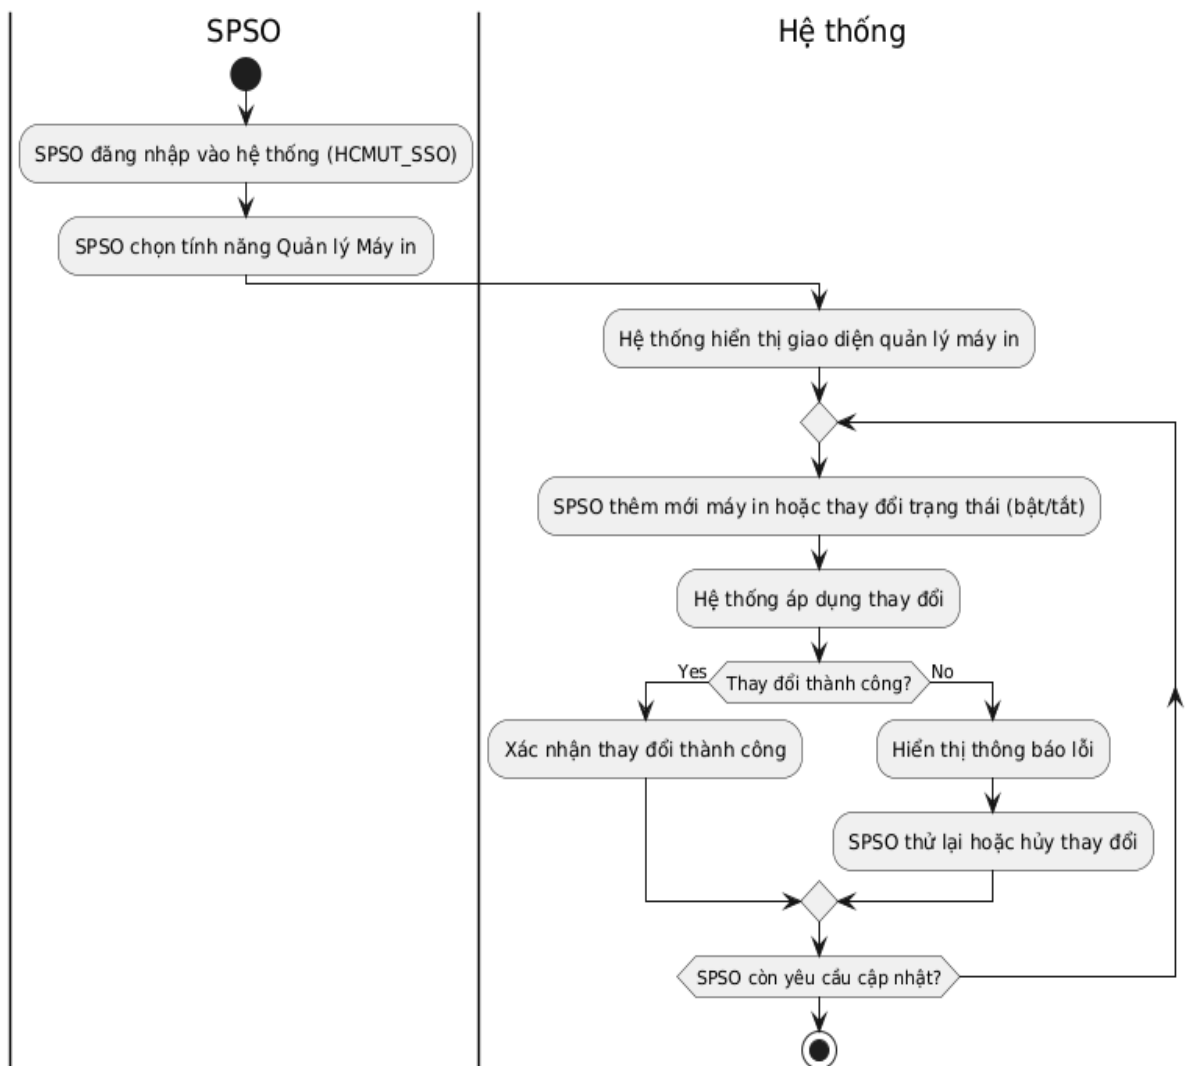 SPSO
Hệ thống
SPSO đăng nhập vào hệ thống (HCMUT_SSO)
SPSO chọn tính năng Quản lý Máy in
Hệ thống hiển thị giao diện quản lý máy in
SPSO thêm mới máy in hoặc thay đổi trạng thái (bật/tắt)
Hệ thống áp dụng thay đổi
Yes
Thay đổi thành công?
No
Xác nhận thay đổi thành công
Hiển thị thông báo lỗi
SPSO thử lại hoặc hủy thay đổi
SPSO còn yêu cầu cập nhật?